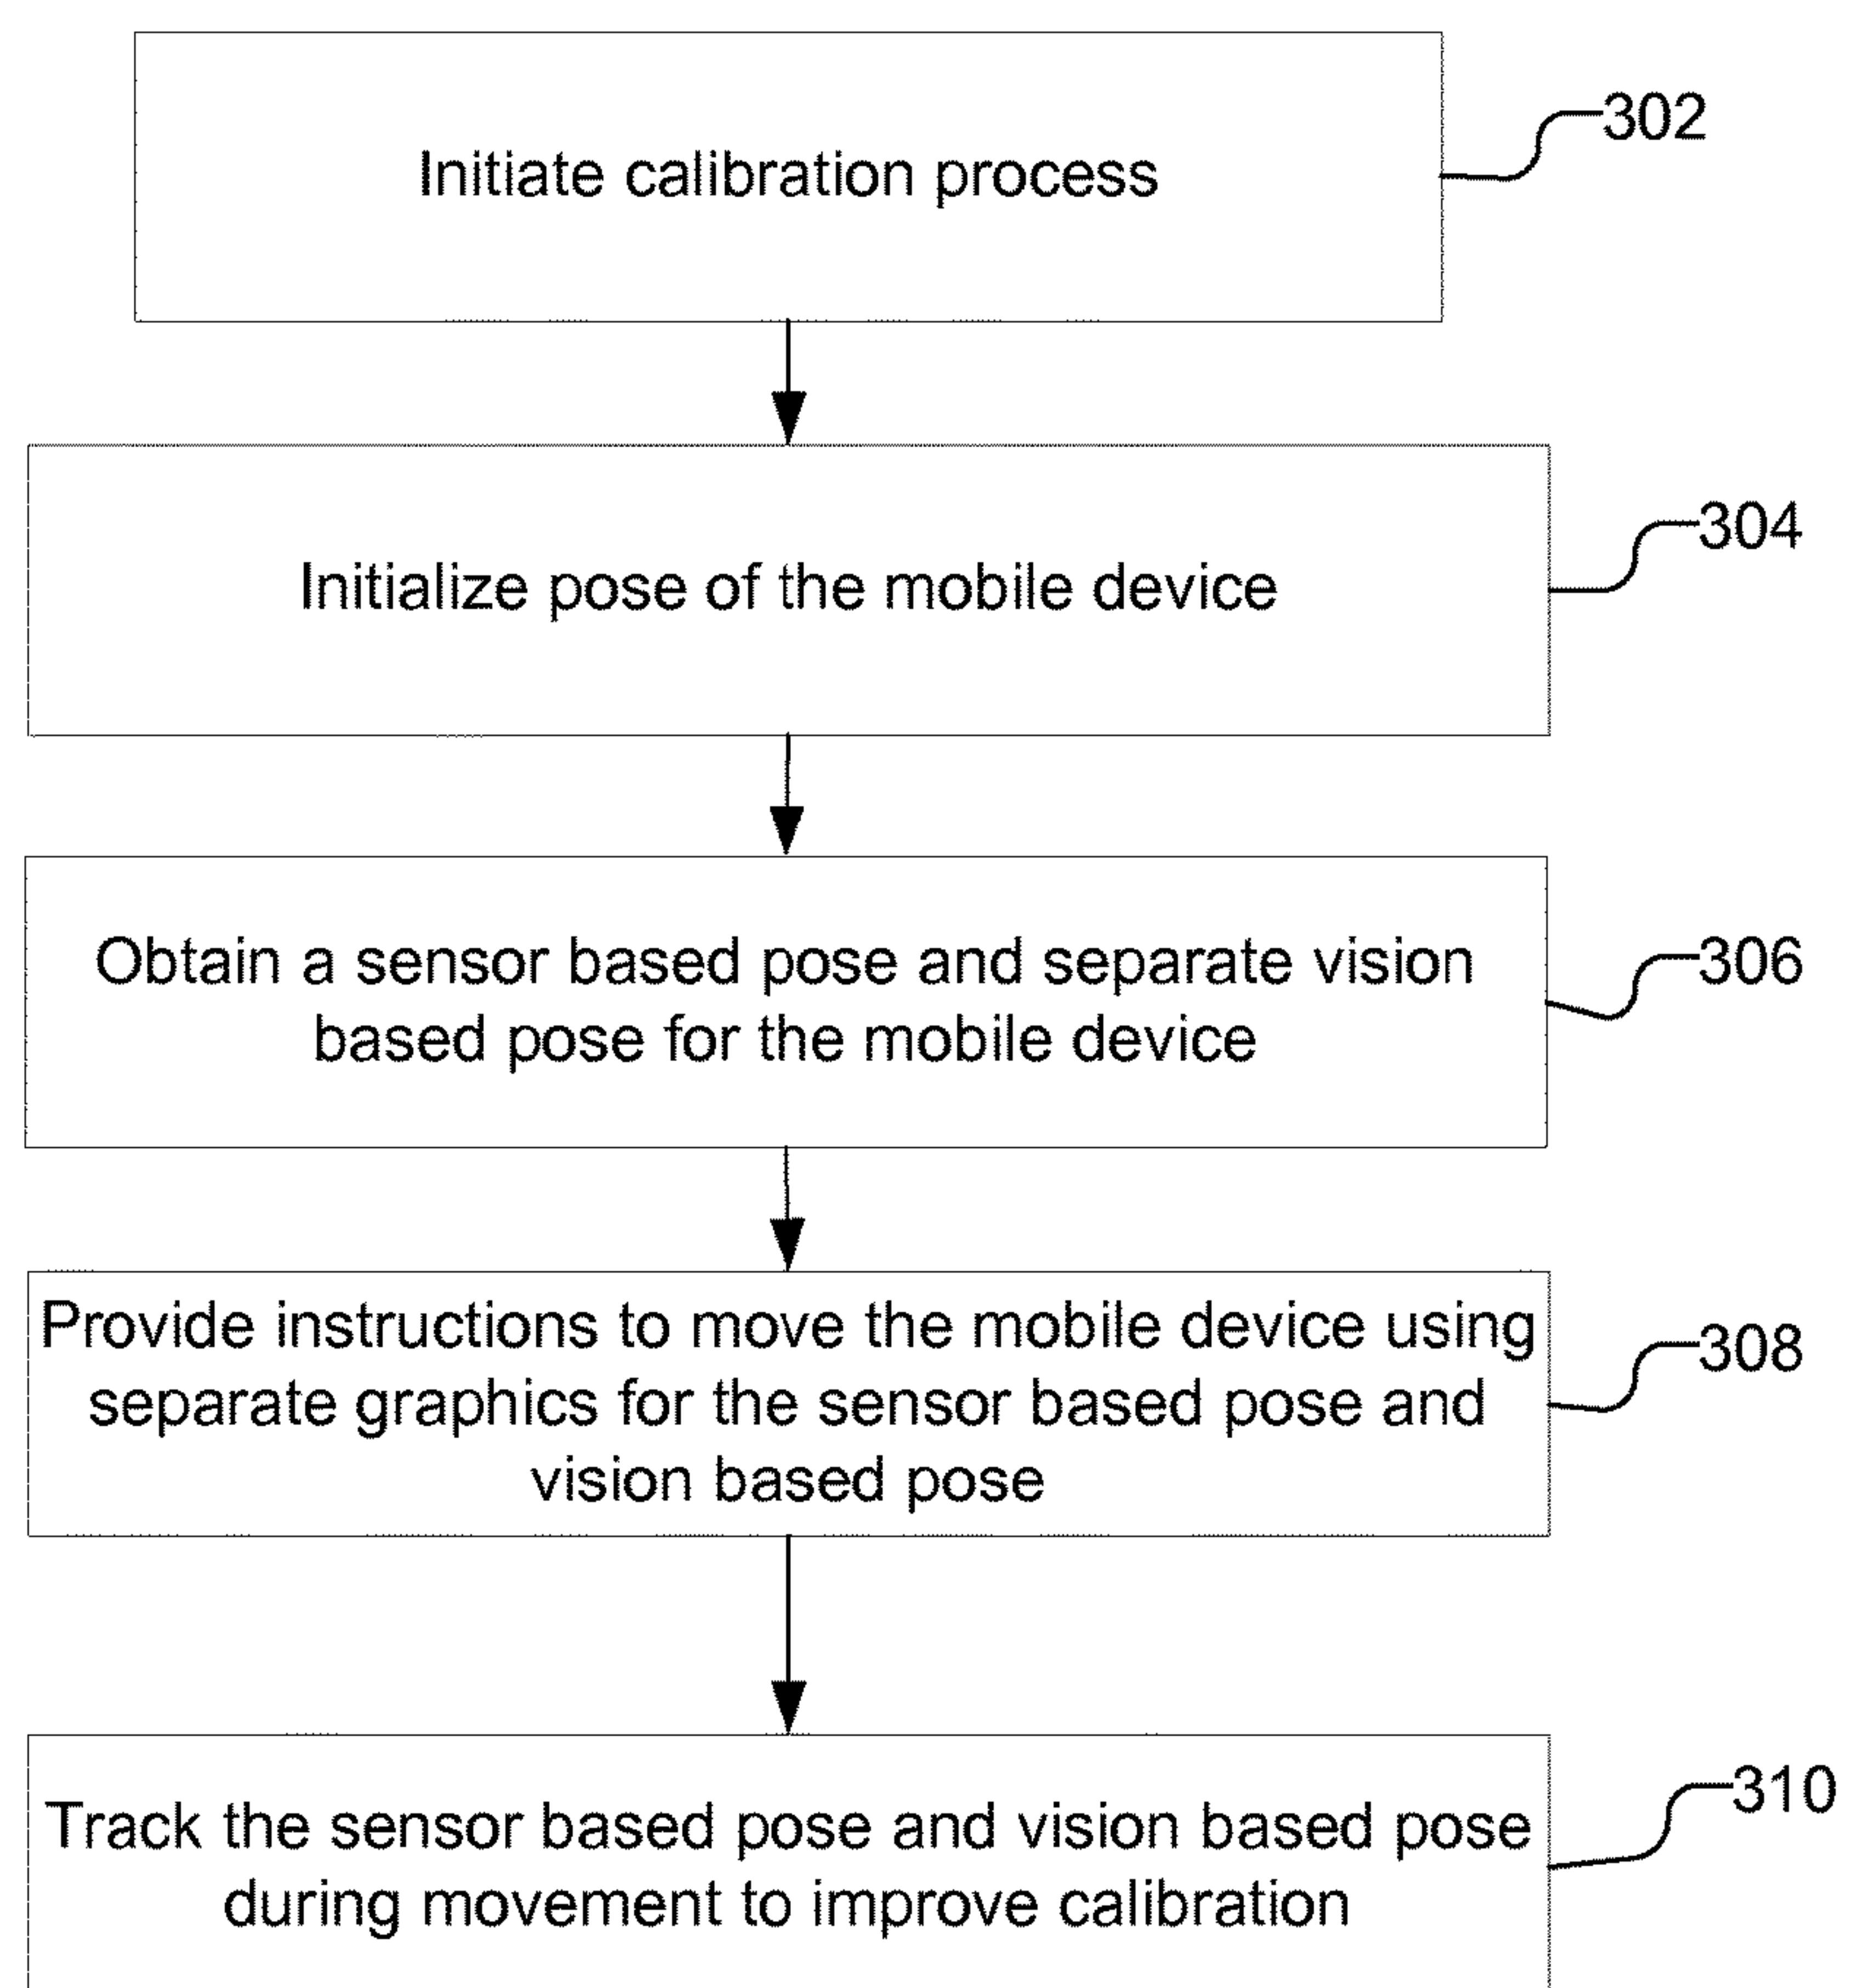 Initiate calibration process
302
Initialize pose of the mobile device
304
Obtain a sensor based pose and separate vision
based pose for the mobile device
306
Provide instructions to move the mobile device using
separate graphics for the sensor based pose and
vision based pose
308
Track the sensor based pose and vision based pose
during movement to improve calibration
310